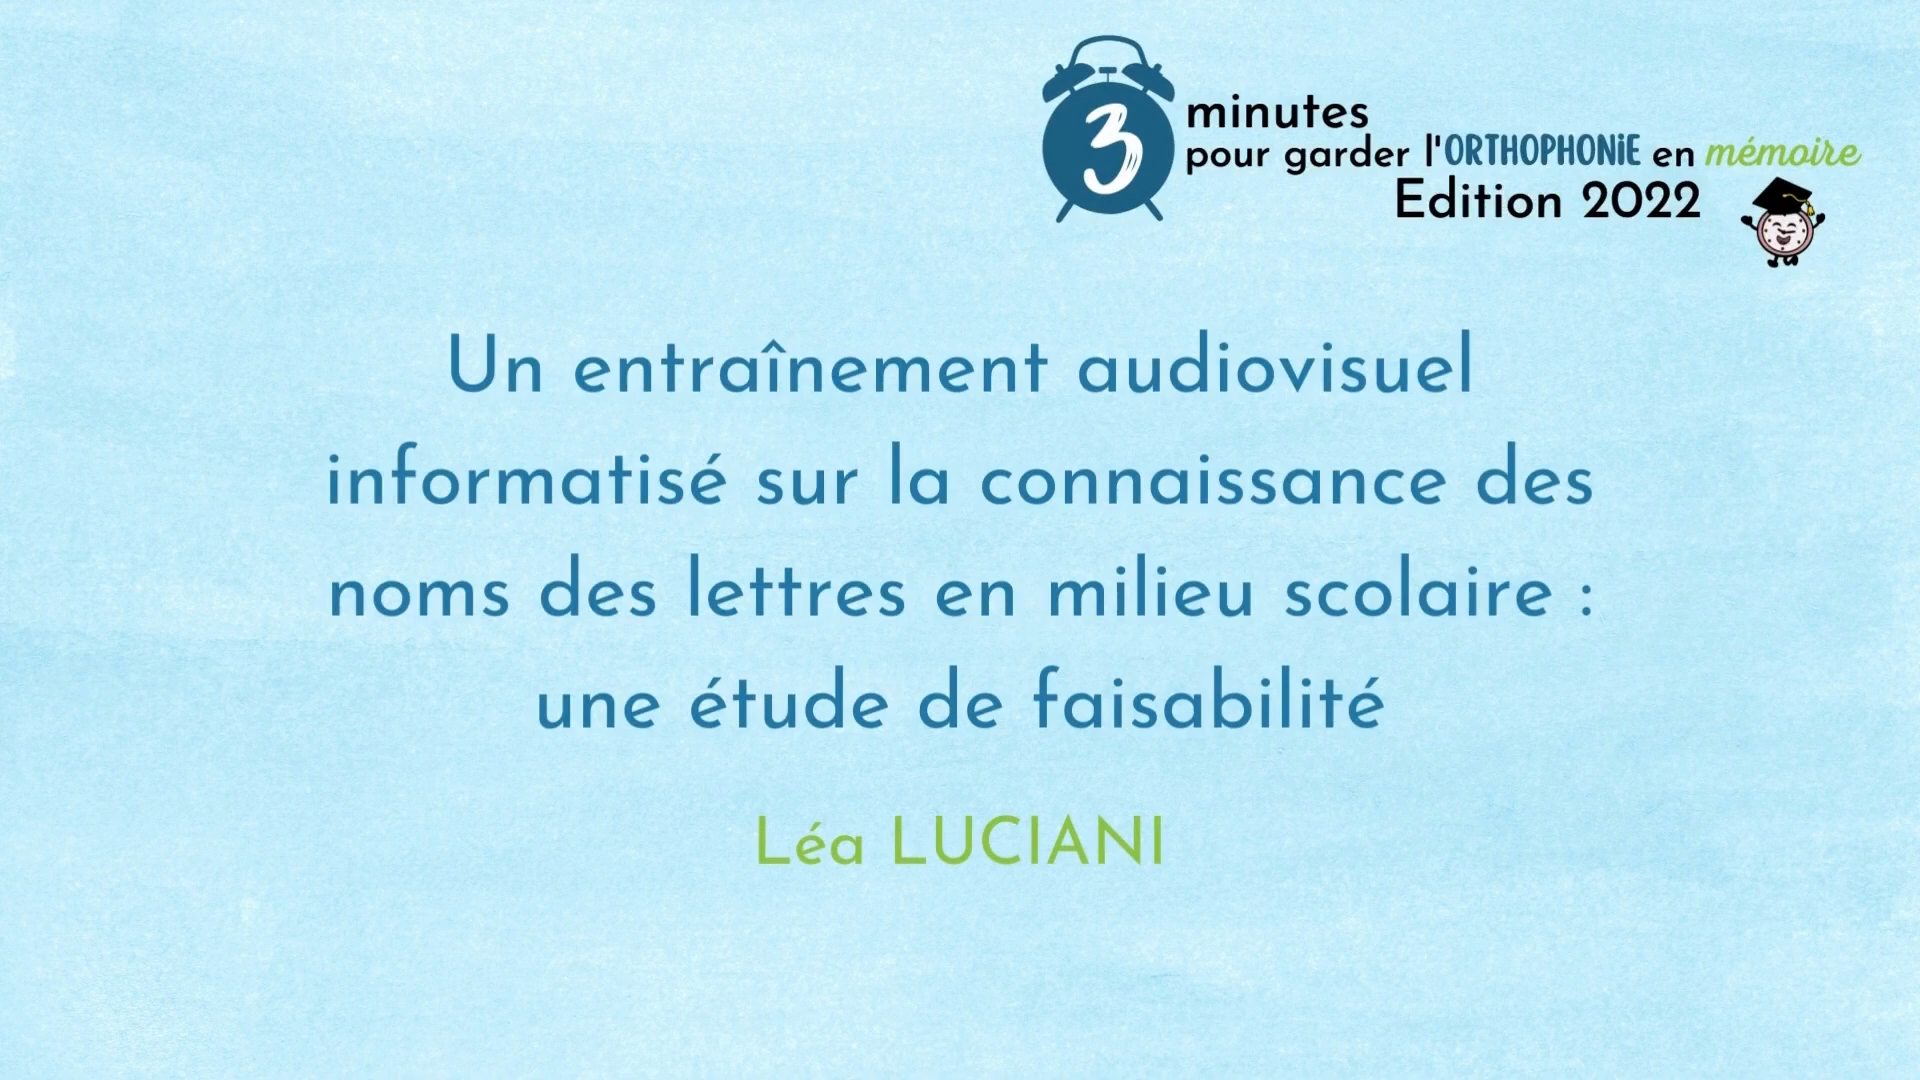 3 minutes
pour garder l'ORTHOPHONiE en mémoire
Edition 2022
Un entraînement audiovisuel
informatisé sur la connaissance des
noms des lettres en milieu scolaire :
une étude de faisabilité
Léa LUCIANI